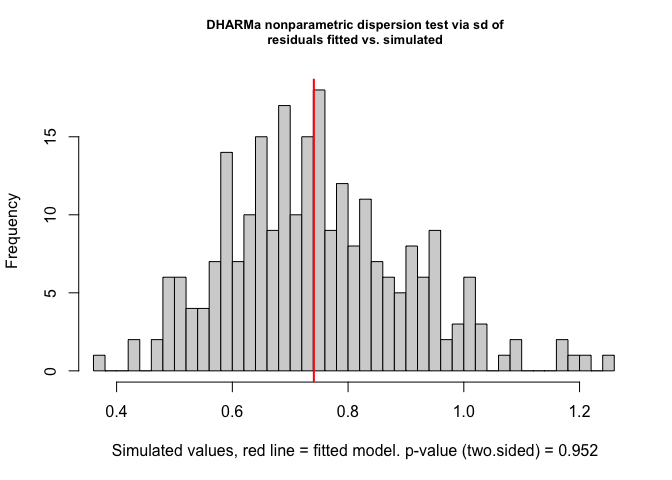 DHARMa nonparametric dispersion test via sd of
residuals fitted vs. simulated
Frequency
15
10
5
0
0.4 0.6 0.8 1.0 1.2
Simulated values, red line = fitted model. p-value (two.sided) = 0.952